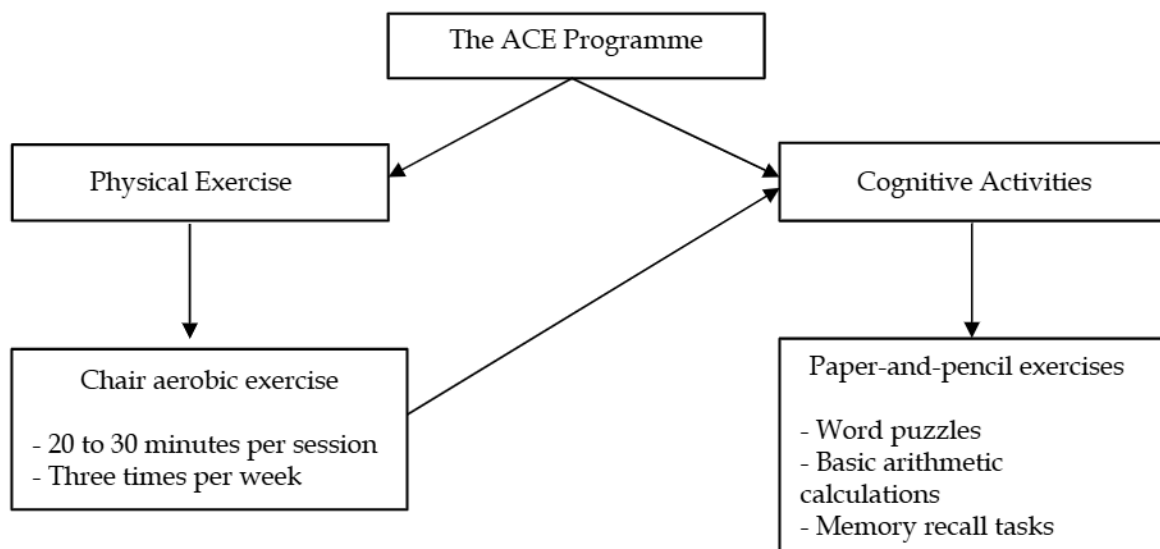 The ACE Programme
Physical Exercise
Cognitive Activities
Chair aerobic exercise
- 20 to 30 minutes per session
- Three times per week
Paper-and-pencil exercises
- Word puzzles
- Basic arithmetic
calculations
- Memory recall tasks